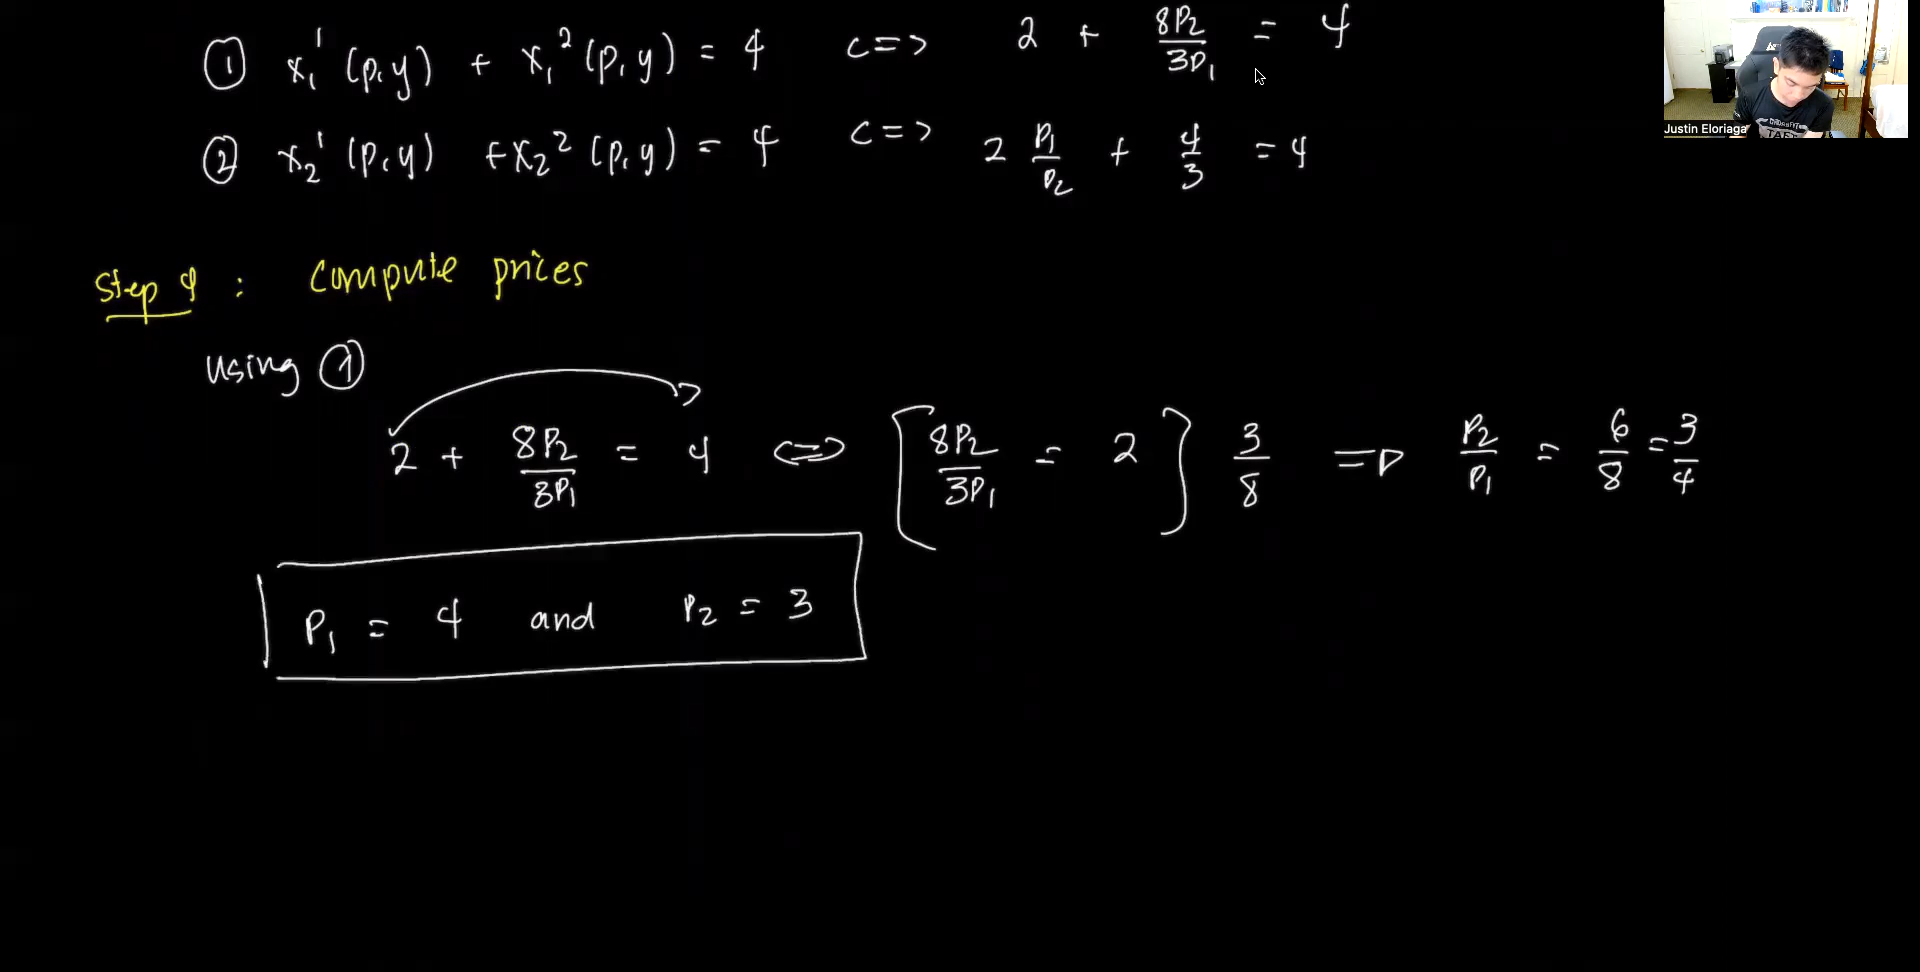 ① x₁¹ (p, y) + x₁² (p, y) = 4 <=> 2 + 8P₂/3P₁ = 4
② x₂¹ (p, y) + x₂² (p, y) = 4 <=> 2 P₁/P₂ + 4/3 = 4
Justin Eloriaga
CROSSFIT
Step 4 : Compute prices
Using ①
2 + 8P₂/3P₁ = 4 <=> [8P₂/3P₁ = 2] 3/8 => P₂/P₁ = 6/8 = 3/4
P₁ = 4 and P₂ = 3